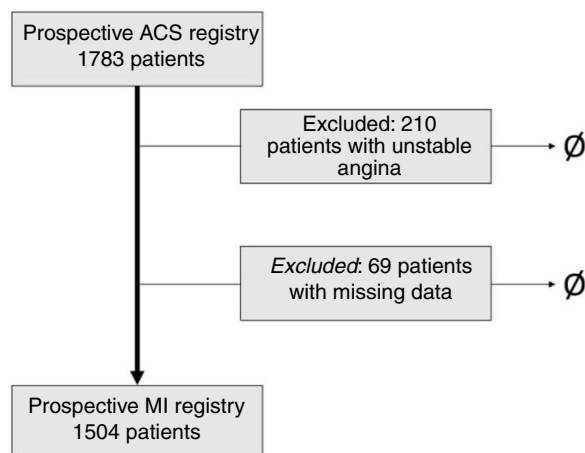 Prospective ACS registry
1783 patients
Excluded: 210
patients with unstable
angina
Ø
Excluded: 69 patients
with missing data
Ø
Prospective MI registry
1504 patients